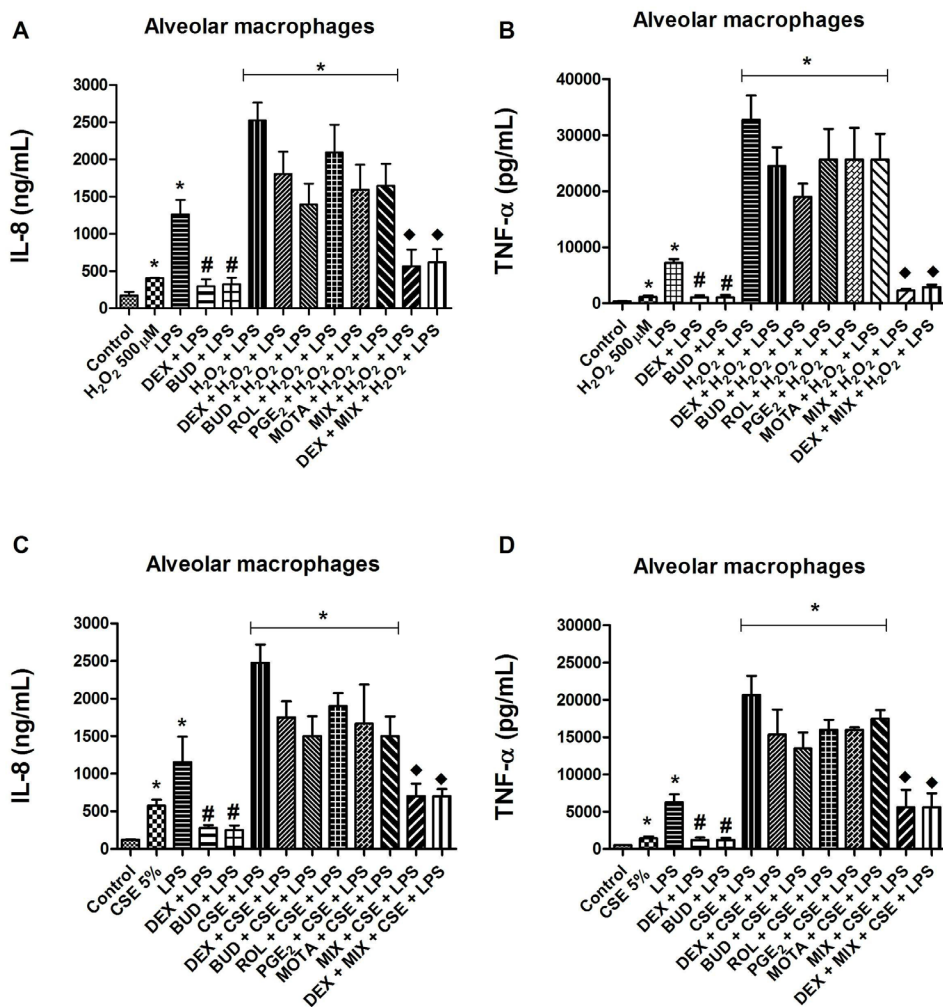 A
Alveolar macrophages
IL-8 (ng/mL)
3000
2500
2000
1500
1000
500
0
*
*
#
#
*
◆
◆
Control
H₂O₂ 500 μM
LPS
DEX + LPS
BUD + LPS
H₂O₂ + LPS
DEX + H₂O₂ + LPS
BUD + H₂O₂ + LPS
ROL + H₂O₂ + LPS
PGE₂ + H₂O₂ + LPS
MOTA + H₂O₂ + LPS
MIX + H₂O₂ + LPS
DEX + MIX + H₂O₂ + LPS
B
Alveolar macrophages
TNF-α (pg/mL)
40000
30000
20000
10000
0
*
*
#
#
*
◆
◆
Control
H₂O₂ 500 μM
LPS
DEX + LPS
BUD +LPS
H₂O₂ + LPS
DEX + H₂O₂ + LPS
BUD + H₂O₂ + LPS
ROL + H₂O₂ + LPS
PGE₂ + H₂O₂ + LPS
MOTA + H₂O₂ + LPS
MIX + H₂O₂ + LPS
DEX + MIX + H₂O₂ + LPS
C
Alveolar macrophages
IL-8 (ng/mL)
3000
2500
2000
1500
1000
500
0
*
*
#
#
*
◆
◆
Control
CSE 5%
LPS
DEX + LPS
BUD + LPS
CSE + LPS
DEX + CSE + LPS
BUD + CSE + LPS
ROL + CSE + LPS
PGE₂ + CSE + LPS
MOTA + CSE + LPS
MIX + CSE + LPS
DEX + MIX + CSE + LPS
D
Alveolar macrophages
TNF-α (pg/mL)
30000
25000
20000
15000
10000
5000
0
*
*
#
#
*
◆
◆
Control
CSE 5%
LPS
DEX + LPS
BUD + LPS
CSE + LPS
DEX + CSE + LPS
BUD + CSE + LPS
ROL + CSE + LPS
PGE₂ + CSE + LPS
MOTA + CSE + LPS
MIX + CSE + LPS
DEX + MIX + CSE + LPS